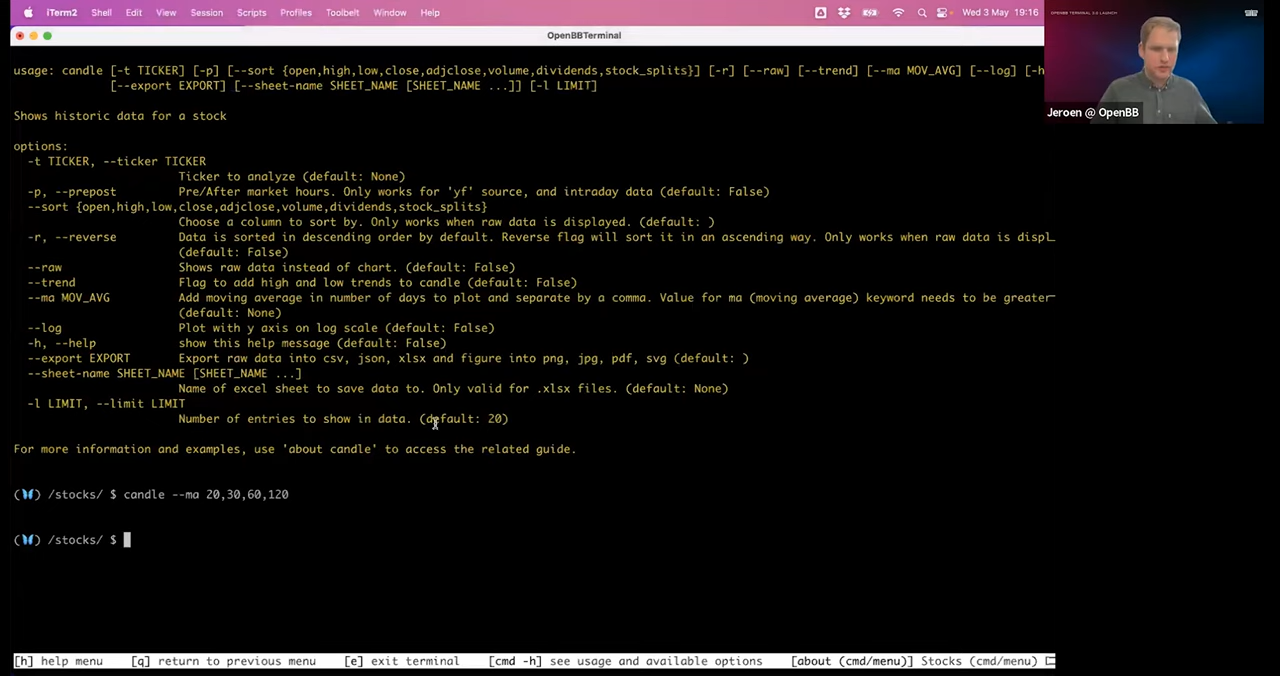 iTerm2 Shell Edit View Session Scripts Profiles Toolbelt Window Help Wed 3 May 19:16
OpenBBTerminal
OPENBB TERMINAL 3.0 LAUNCH
Jeroen @ OpenBB
usage: candle [-t TICKER] [-p] [--sort {open,high,low,close,adjclose,volume,dividends,stock_splits}] [-r] [--raw] [--trend] [--ma MOV_AVG] [--log] [-h
[--export EXPORT] [--sheet-name SHEET_NAME [SHEET_NAME ...]] [-l LIMIT]
Shows historic data for a stock
options:
-t TICKER, --ticker TICKER
Ticker to analyze (default: None)
-p, --prepost Pre/After market hours. Only works for 'yf' source, and intraday data (default: False)
--sort {open,high,low,close,adjclose,volume,dividends,stock_splits}
Choose a column to sort by. Only works when raw data is displayed. (default: )
-r, --reverse Data is sorted in descending order by default. Reverse flag will sort it in an ascending way. Only works when raw data is displ
(default: False)
--raw Shows raw data instead of chart. (default: False)
--trend Flag to add high and low trends to candle (default: False)
--ma MOV_AVG Add moving average in number of days to plot and separate by a comma. Value for ma (moving average) keyword needs to be greater
(default: None)
--log Plot with y axis on log scale (default: False)
-h, --help show this help message (default: False)
--export EXPORT Export raw data into csv, json, xlsx and figure into png, jpg, pdf, svg (default: )
--sheet-name SHEET_NAME [SHEET_NAME ...]
Name of excel sheet to save data to. Only valid for .xlsx files. (default: None)
-l LIMIT, --limit LIMIT
Number of entries to show in data. (default: 20)
For more information and examples, use 'about candle' to access the related guide.
(🦋) /stocks/ $ candle --ma 20,30,60,120
(🦋) /stocks/ $
[h] help menu [q] return to previous menu [e] exit terminal [cmd -h] see usage and available options [about (cmd/menu)] Stocks (cmd/menu)